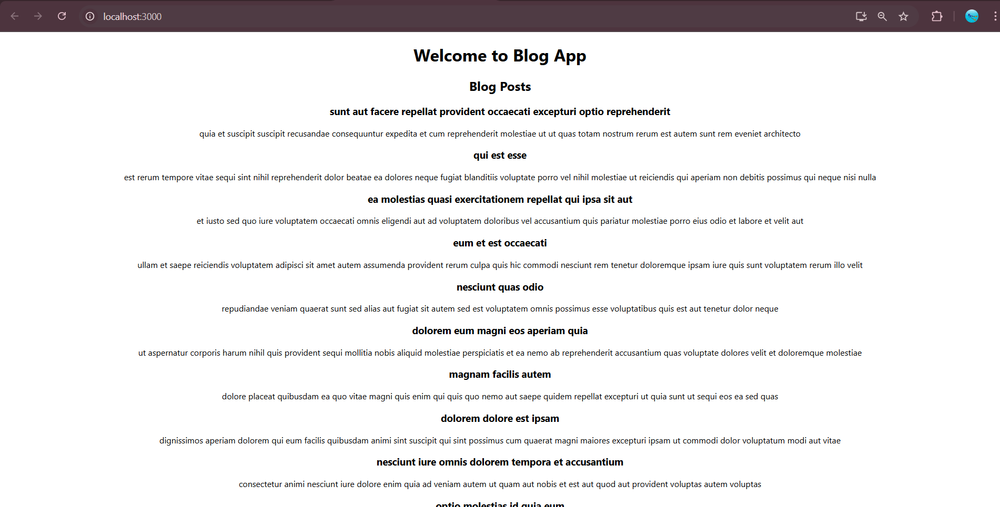 localhost:3000
Welcome to Blog App
Blog Posts
sunt aut facere repellat provident occaecati excepturi optio reprehenderit
quia et suscipit suscipit recusandae consequuntur expedita et cum reprehenderit molestiae ut ut quas totam nostrum rerum est autem sunt rem eveniet architecto
qui est esse
est rerum tempore vitae sequi sint nihil reprehenderit dolor beatae ea dolores neque fugiat blanditiis voluptate porro vel nihil molestiae ut reiciendis qui aperiam non debitis possimus qui neque nisi nulla
ea molestias quasi exercitationem repellat qui ipsa sit aut
et iusto sed quo iure voluptatem occaecati omnis eligendi aut ad voluptatem doloribus vel accusantium quis pariatur molestiae porro eius odio et labore et velit aut
eum et est occaecati
ullam et saepe reiciendis voluptatem adipisci sit amet autem assumenda provident rerum culpa quis hic commodi nesciunt rem tenetur doloremque ipsam iure quis sunt voluptatem rerum illo velit
nesciunt quas odio
repudiandae veniam quaerat sunt sed alias aut fugiat sit autem sed est voluptatem omnis possimus esse voluptatibus quis est aut tenetur dolor neque
dolorem eum magni eos aperiam quia
ut aspernatur corporis harum nihil quis provident sequi mollitia nobis aliquid molestiae perspiciatis et ea nemo ab reprehenderit accusantium quas voluptate dolores velit et doloremque molestiae
magnam facilis autem
dolore placeat quibusdam ea quo vitae magni quis enim qui quis quo nemo aut saepe quidem repellat excepturi ut quia sunt ut sequi eos ea sed quas
dolorem dolore est ipsam
dignissimos aperiam dolorem qui eum facilis quibusdam animi sint suscipit qui sint possimus cum quaerat magni maiores excepturi ipsam ut commodi dolor voluptatum modi aut vitae
nesciunt iure omnis dolorem tempora et accusantium
consectetur animi nesciunt iure dolore enim quia ad veniam autem ut quam aut nobis et est aut quod aut provident voluptas autem voluptas
optio molestias id quia eum